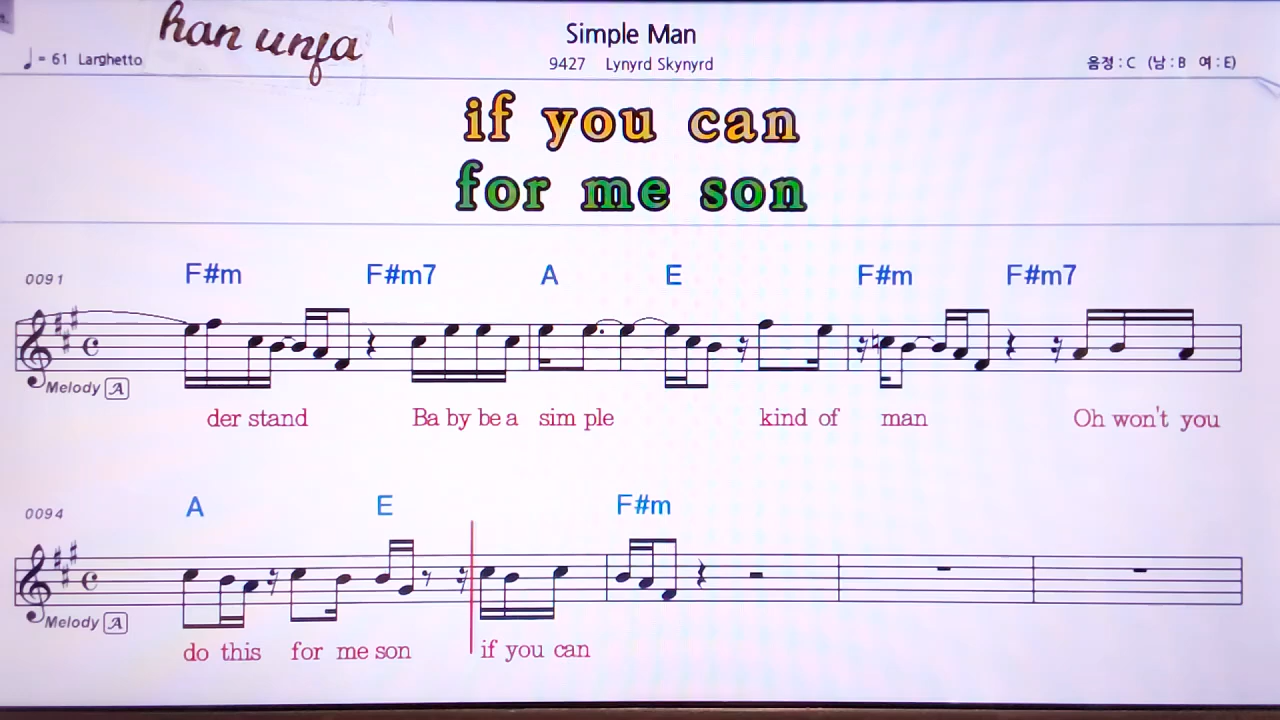 han unfa
Simple Man
♩ = 61 Larghetto
9427 Lynyrd Skynyrd
음정 : C (남 : B 여 : E)
if you can
for me son
0091
F#m F#m7 A E F#m F#m7
Melody A
der stand Ba by be a sim ple kind of man Oh won't you
0094
A E F#m
Melody A
do this for me son if you can